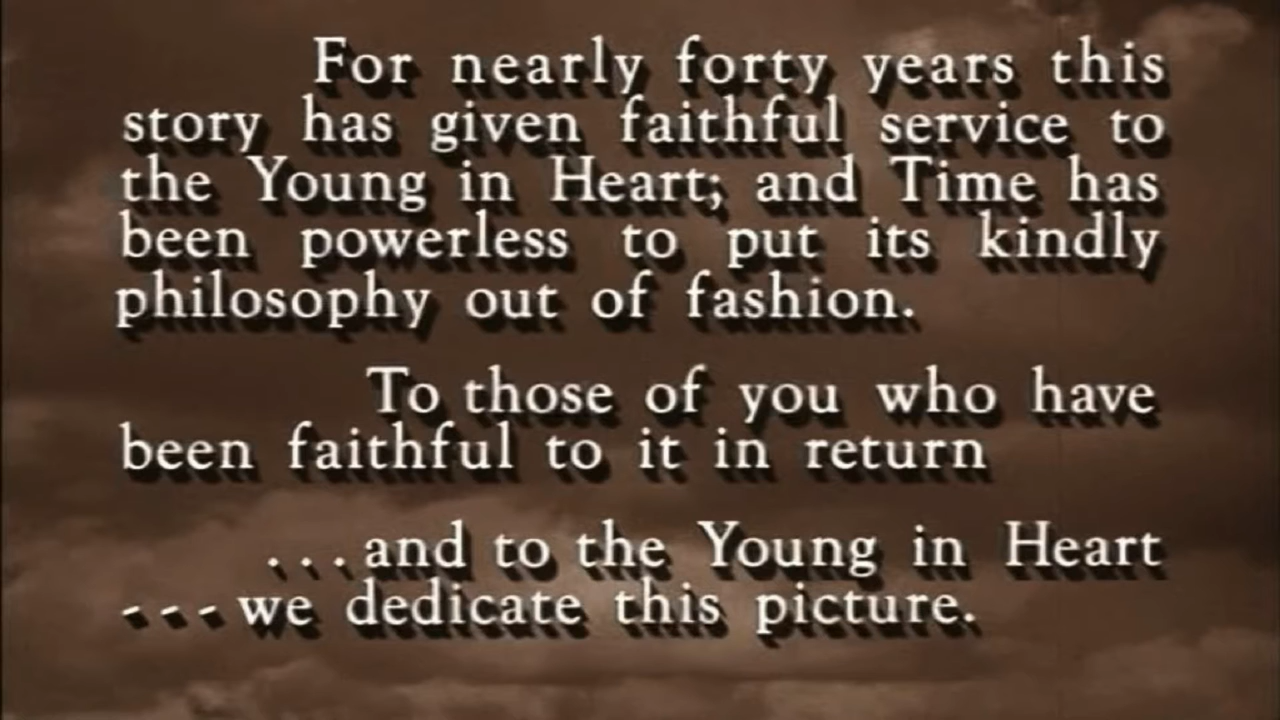 For nearly forty years this
story has given faithful service to
the Young in Heart; and Time has
been powerless to put its kindly
philosophy out of fashion.
To those of you who have
been faithful to it in return
...and to the Young in Heart
---we dedicate this picture.